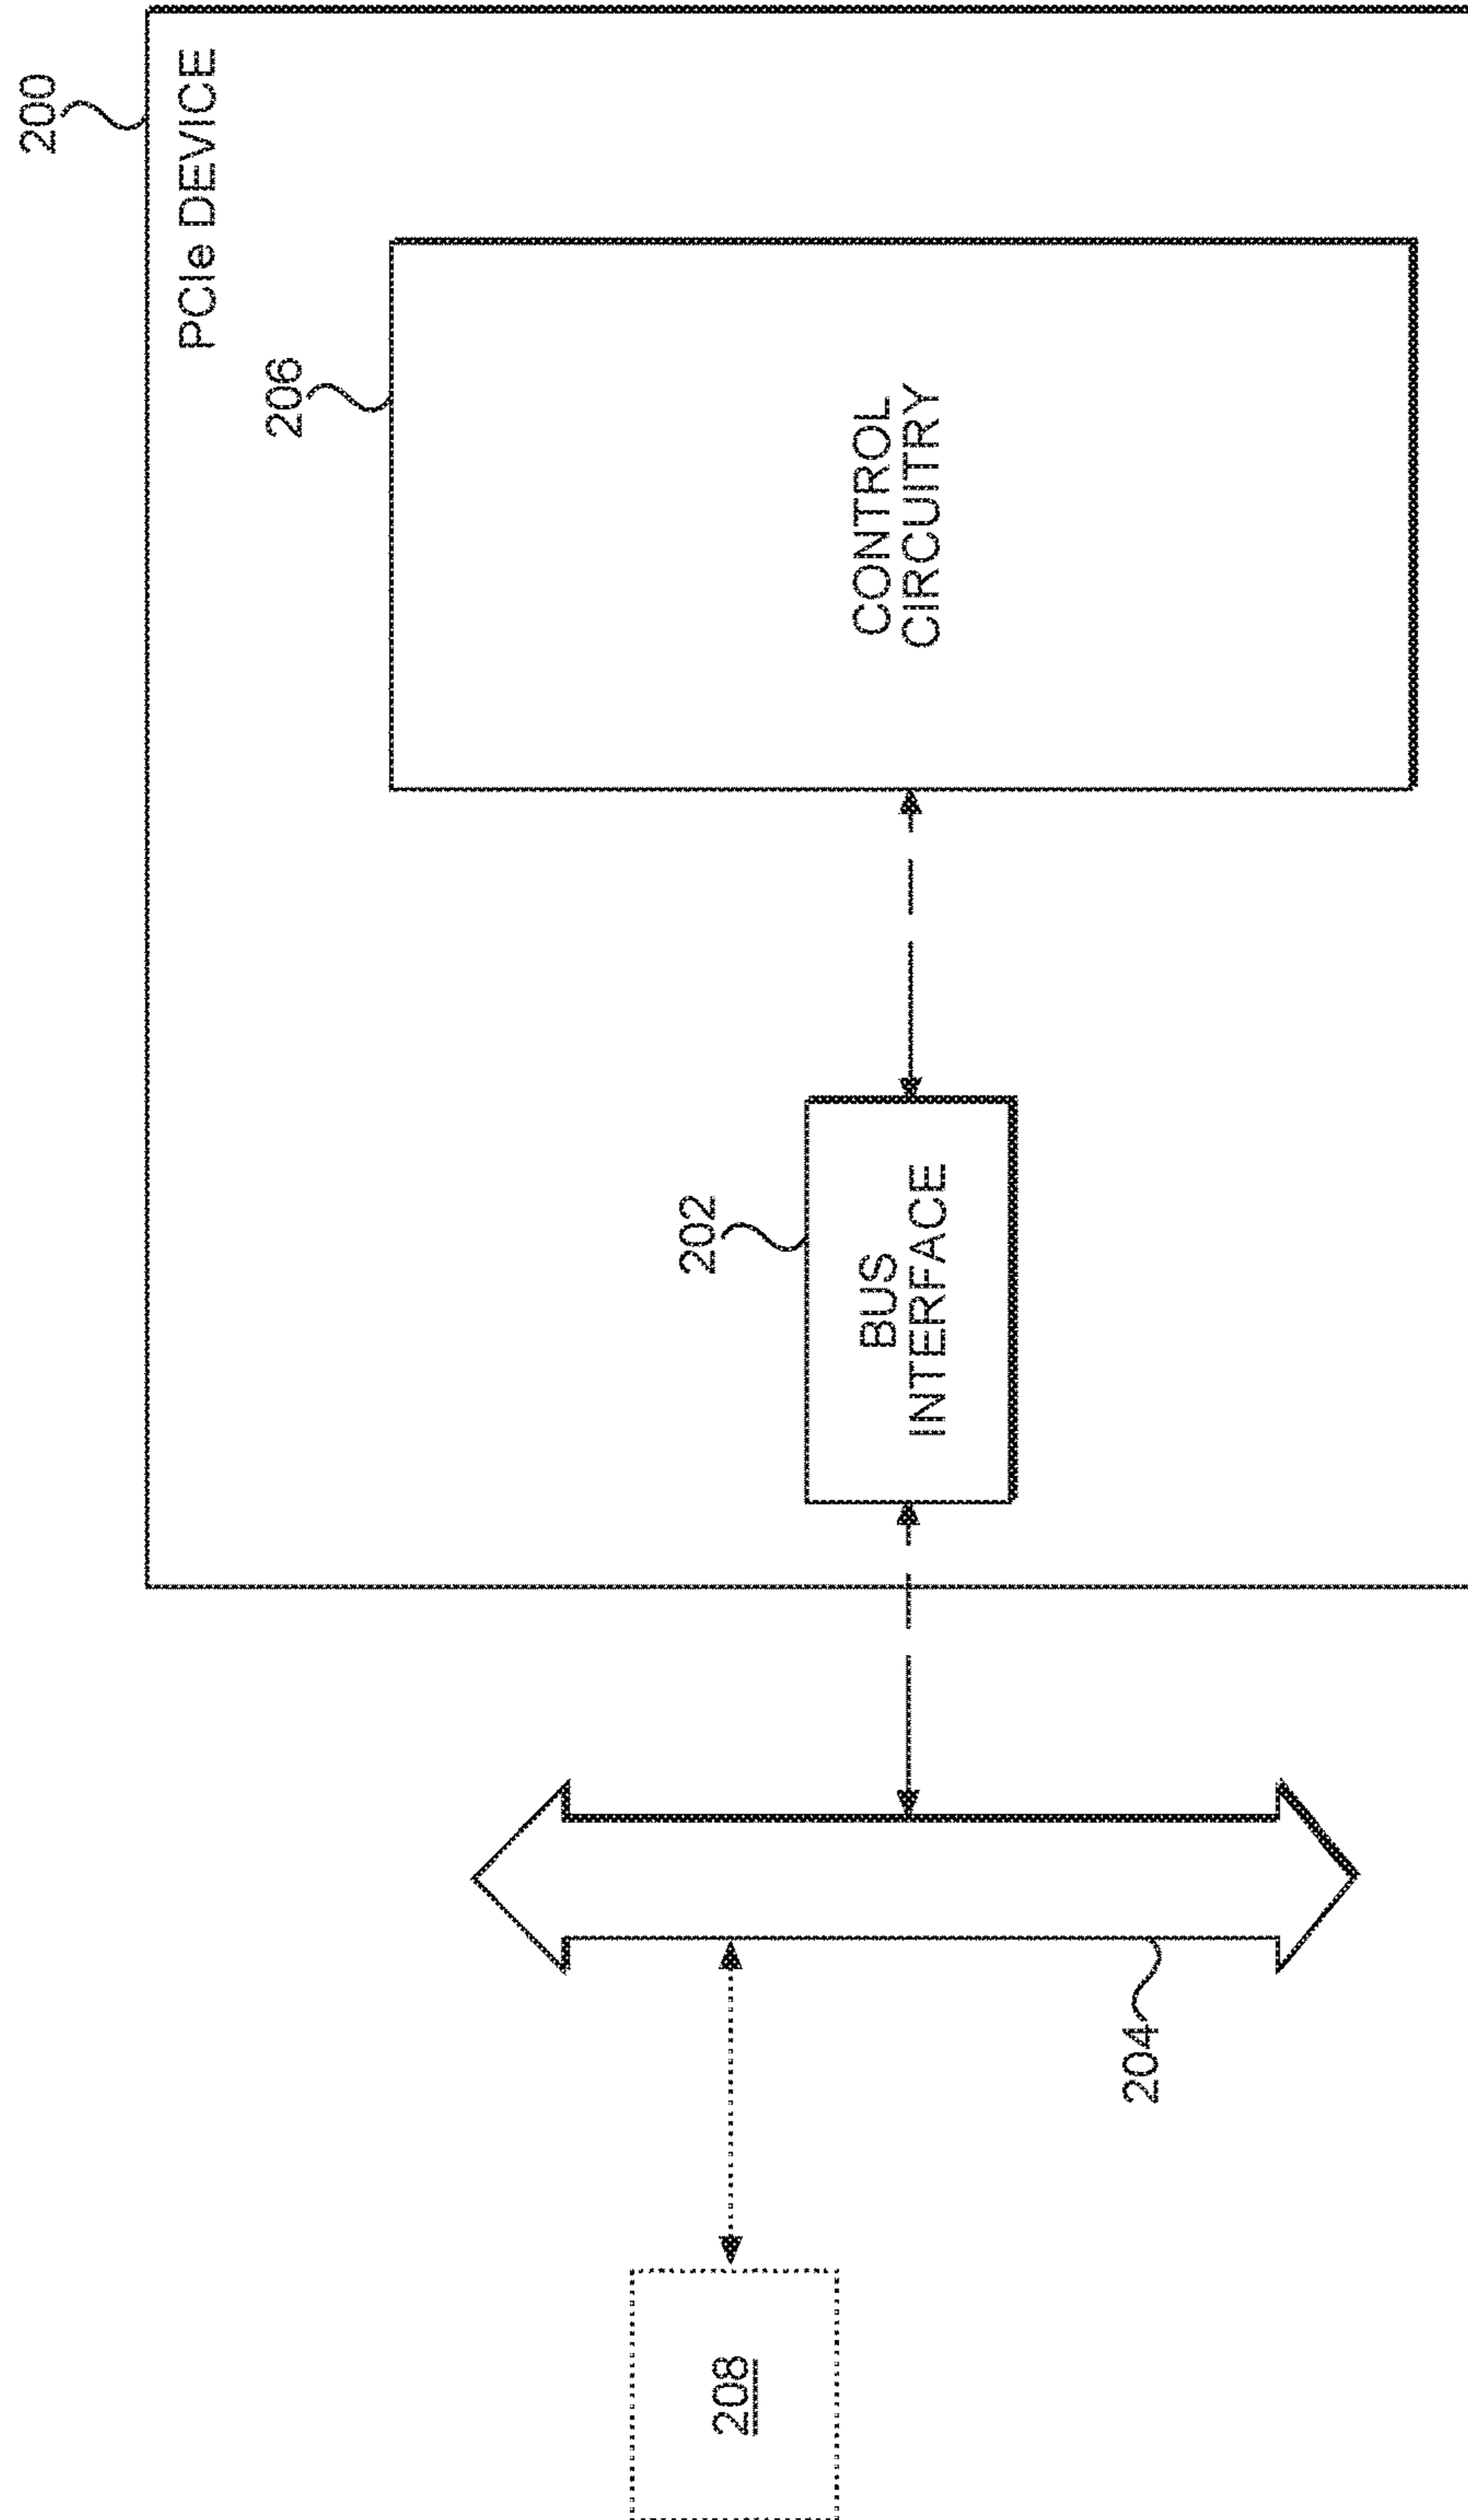 200
PCIe DEVICE
206
CONTROL
CIRCUITRY
202
BUS
INTERFACE
204
208